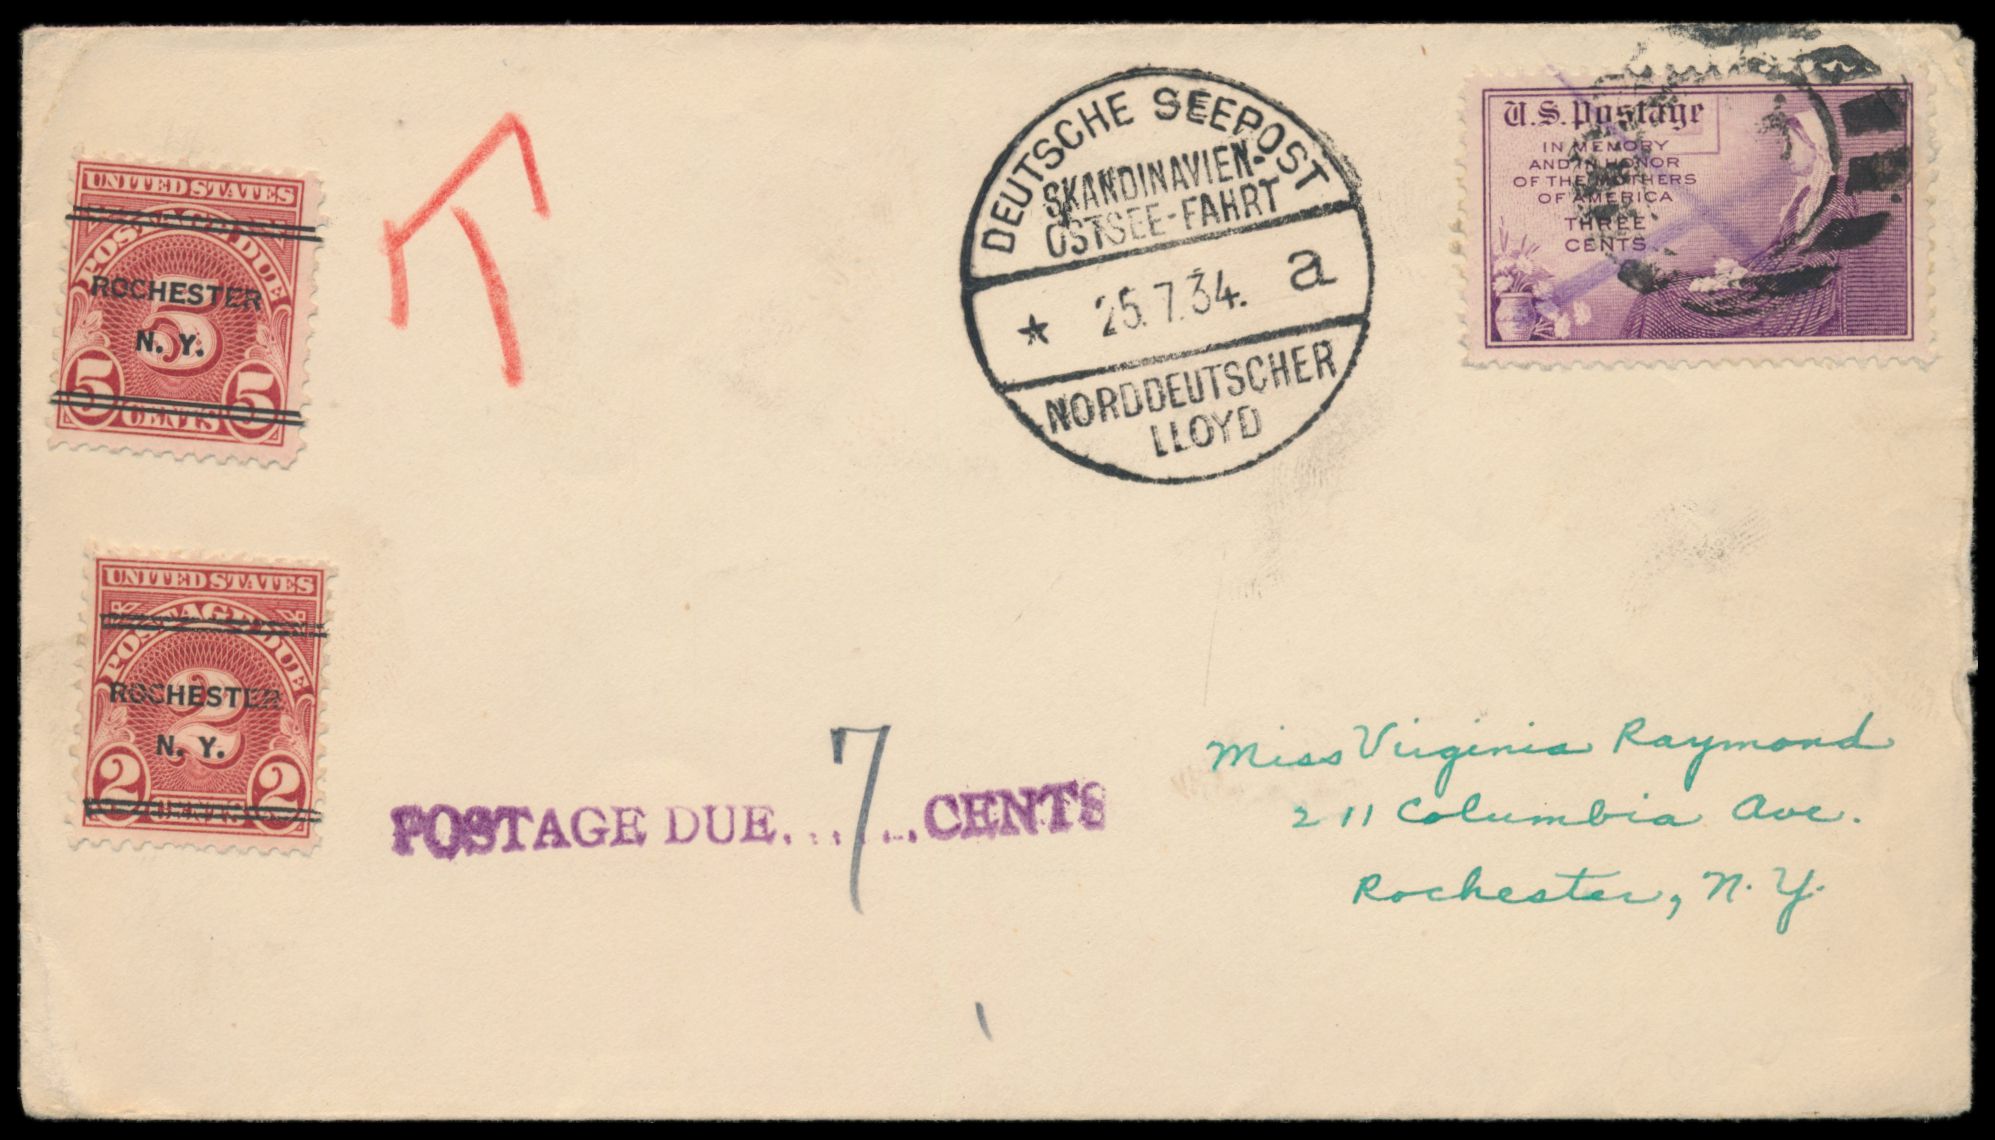 UNITED STATES
POSTAGE DUE
ROCHESTER
N. Y.
5
5 CENTS 5
T
DEUTSCHE SEEPOST
SKANDINAVIEN-
OSTSEE-FAHRT
* 25.7.34. a
NORDDEUTSCHER
LLOYD
U.S. Postage
IN MEMORY
AND IN HONOR
OF THE MOTHERS
OF AMERICA
THREE
CENTS
UNITED STATES
POSTAGE DUE
ROCHESTER
2
N. Y.
2 CENTS 2
POSTAGE DUE.......7.......CENTS
Miss Virginia Raymond
211 Columbia Ave.
Rochester, N.Y.